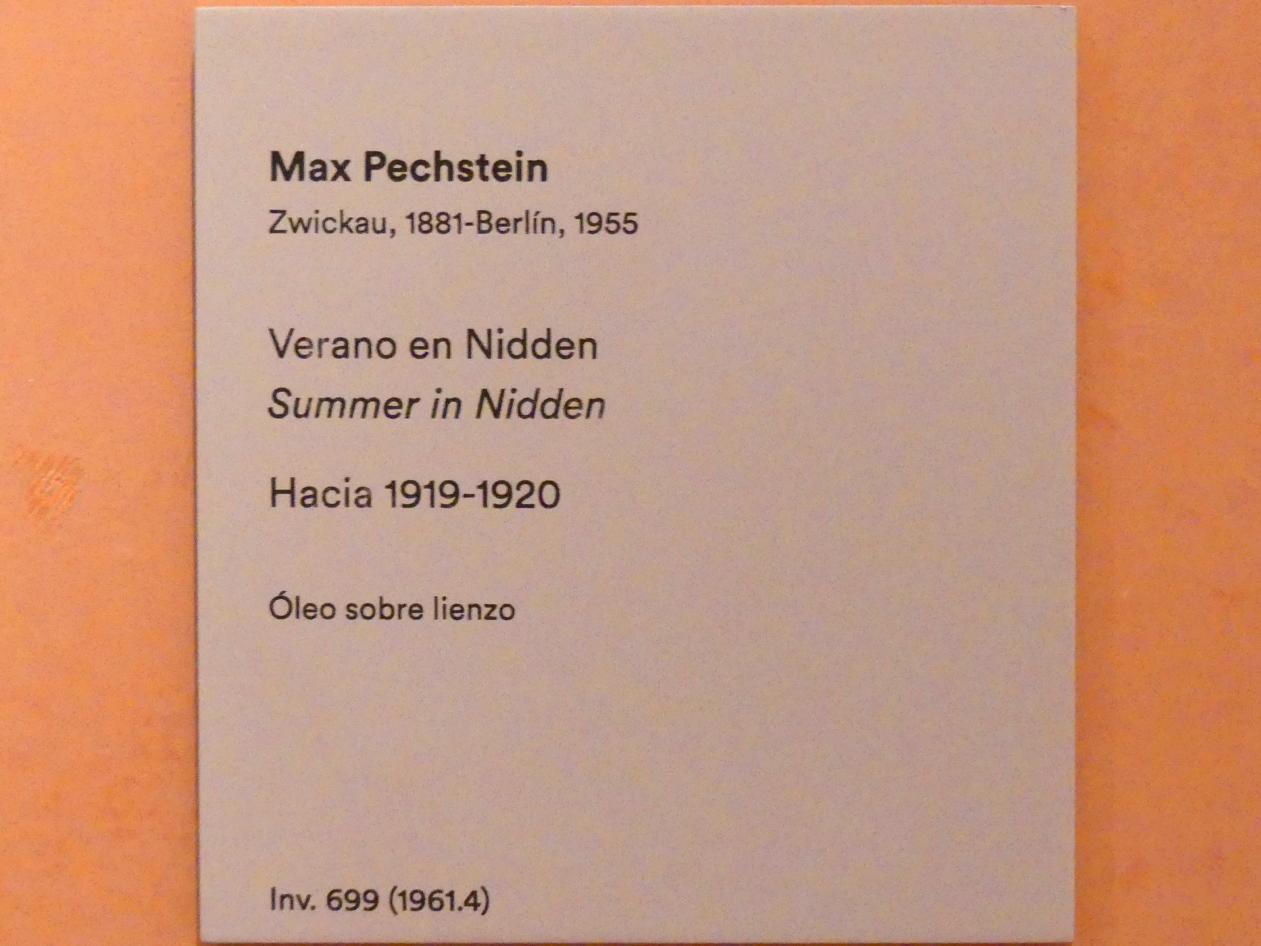 Max Pechstein
Zwickau, 1881-Berlín, 1955
Verano en Nidden
Summer in Nidden
Hacia 1919-1920
Óleo sobre lienzo
Inv. 699 (1961.4)